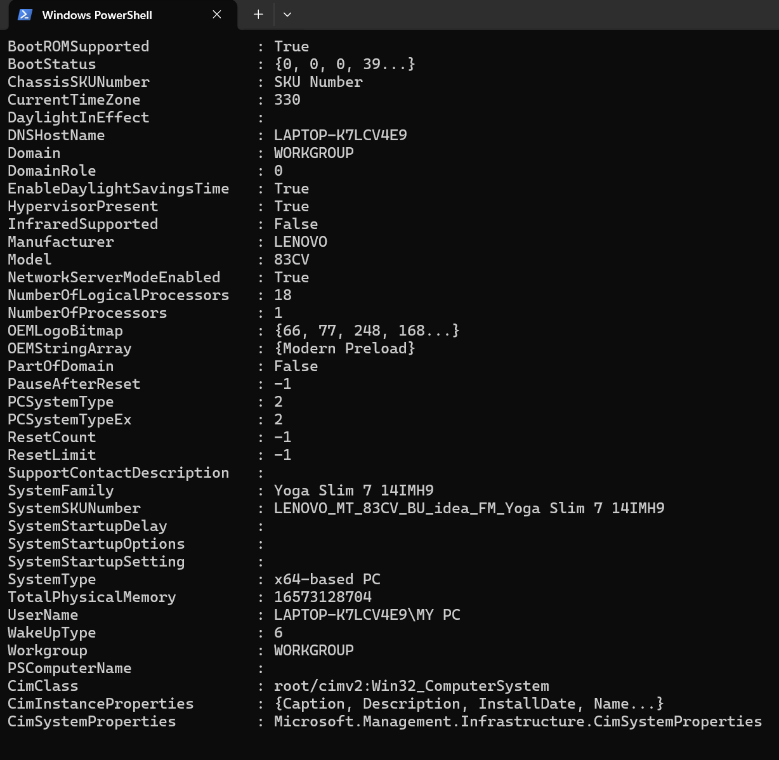 Windows PowerShell
BootROMSupported : True
BootStatus : {0, 0, 0, 39...}
ChassisSKUNumber : SKU Number
CurrentTimeZone : 330
DaylightInEffect :
DNSHostName : LAPTOP-K7LCV4E9
Domain : WORKGROUP
DomainRole : 0
EnableDaylightSavingsTime : True
HypervisorPresent : True
InfraredSupported : False
Manufacturer : LENOVO
Model : 83CV
NetworkServerModeEnabled : True
NumberOfLogicalProcessors : 18
NumberOfProcessors : 1
OEMLogoBitmap : {66, 77, 248, 168...}
OEMStringArray : {Modern Preload}
PartOfDomain : False
PauseAfterReset : -1
PCSystemType : 2
PCSystemTypeEx : 2
ResetCount : -1
ResetLimit : -1
SupportContactDescription :
SystemFamily : Yoga Slim 7 14IMH9
SystemSKUNumber : LENOVO_MT_83CV_BU_idea_FM_Yoga Slim 7 14IMH9
SystemStartupDelay :
SystemStartupOptions :
SystemStartupSetting :
SystemType : x64-based PC
TotalPhysicalMemory : 16573128704
UserName : LAPTOP-K7LCV4E9\MY PC
WakeUpType : 6
Workgroup : WORKGROUP
PSComputerName :
CimClass : root/cimv2:Win32_ComputerSystem
CimInstanceProperties : {Caption, Description, InstallDate, Name...}
CimSystemProperties : Microsoft.Management.Infrastructure.CimSystemProperties